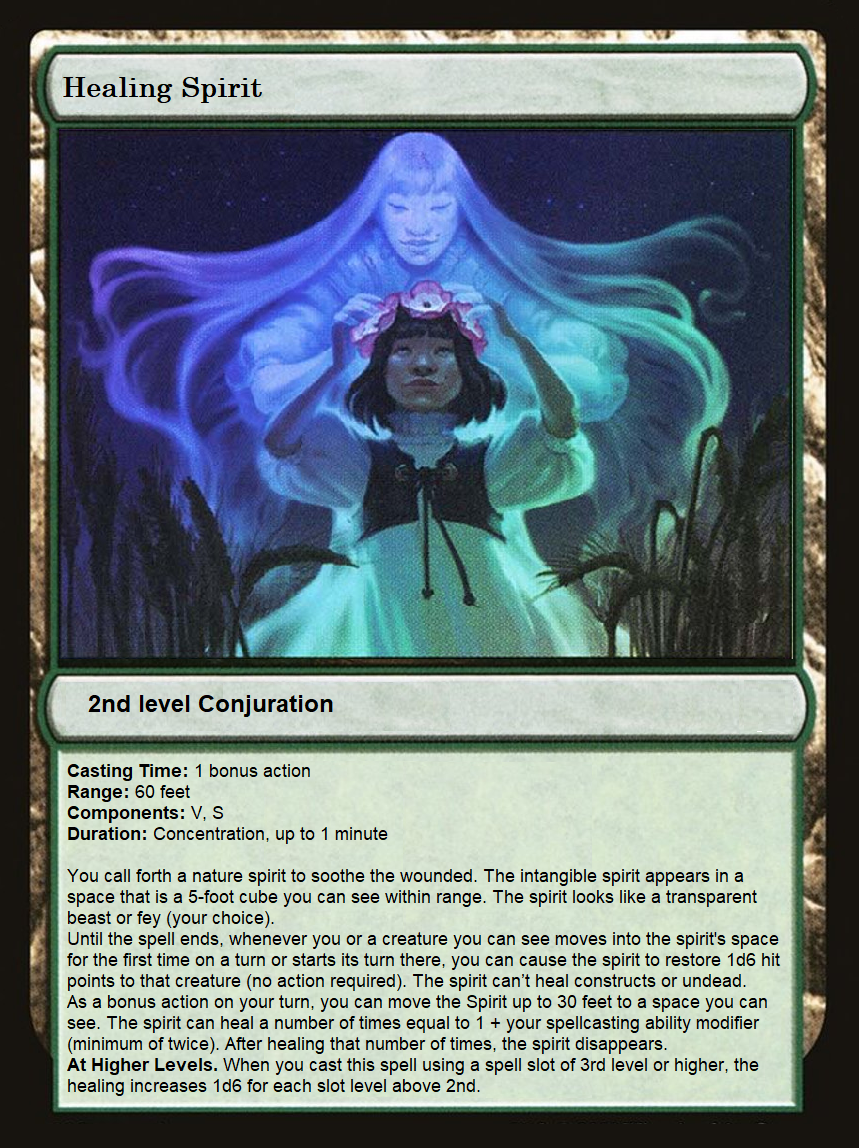 Healing Spirit
2nd level Conjuration
Casting Time: 1 bonus action
Range: 60 feet
Components: V, S
Duration: Concentration, up to 1 minute
You call forth a nature spirit to soothe the wounded. The intangible spirit appears in a
space that is a 5-foot cube you can see within range. The spirit looks like a transparent
beast or fey (your choice).
Until the spell ends, whenever you or a creature you can see moves into the spirit's space
for the first time on a turn or starts its turn there, you can cause the spirit to restore 1d6 hit
points to that creature (no action required). The spirit can’t heal constructs or undead.
As a bonus action on your turn, you can move the Spirit up to 30 feet to a space you can
see. The spirit can heal a number of times equal to 1 + your spellcasting ability modifier
(minimum of twice). After healing that number of times, the spirit disappears.
At Higher Levels. When you cast this spell using a spell slot of 3rd level or higher, the
healing increases 1d6 for each slot level above 2nd.